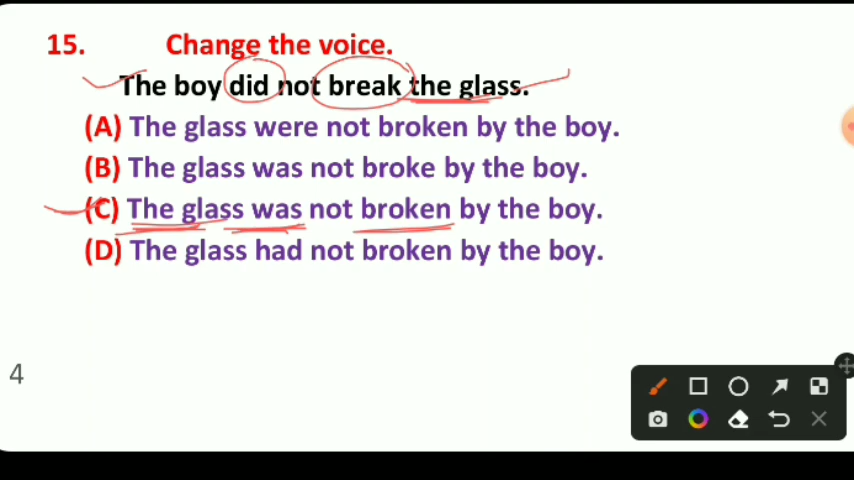 15. Change the voice.
The boy did not break the glass.
(A) The glass were not broken by the boy.
(B) The glass was not broke by the boy.
(C) The glass was not broken by the boy.
(D) The glass had not broken by the boy.
4